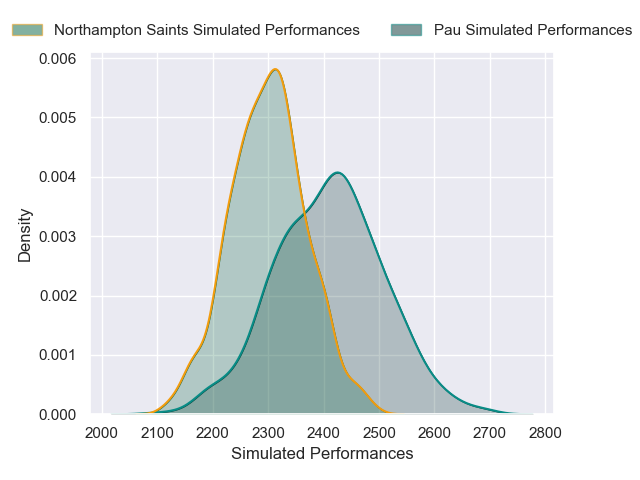 Northampton Saints Simulated Performances Pau Simulated Performances
0.006
0.005
0.004
0.003
0.002
0.001
0.000
Density
2000 2100 2200 2300 2400 2500 2600 2700 2800
Simulated Performances